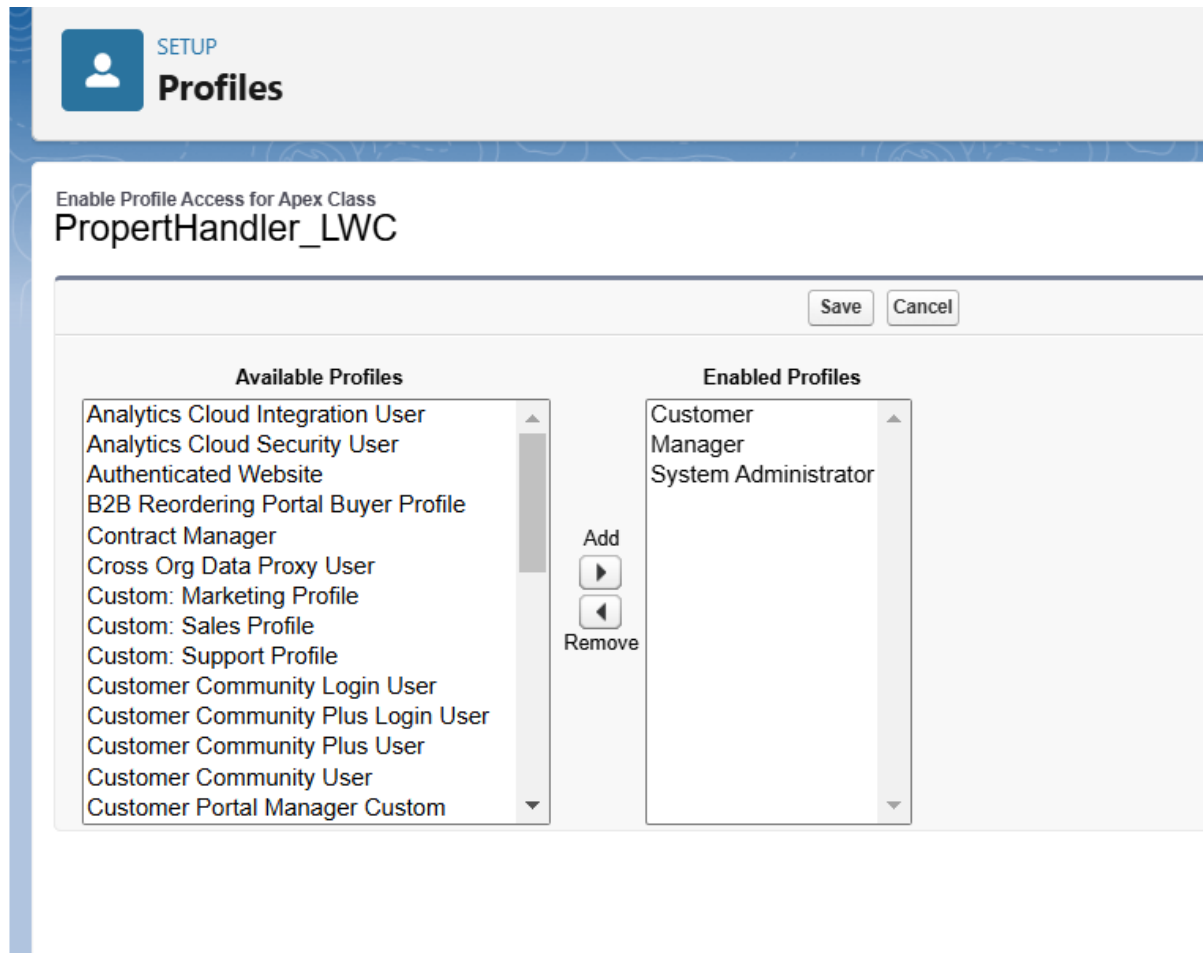 SETUP
Profiles
Enable Profile Access for Apex Class
PropertHandler_LWC
Save Cancel
Available Profiles
Analytics Cloud Integration User
Analytics Cloud Security User
Authenticated Website
B2B Reordering Portal Buyer Profile
Contract Manager
Cross Org Data Proxy User
Custom: Marketing Profile
Custom: Sales Profile
Custom: Support Profile
Customer Community Login User
Customer Community Plus Login User
Customer Community Plus User
Customer Community User
Customer Portal Manager Custom
Add
Remove
Enabled Profiles
Customer
Manager
System Administrator